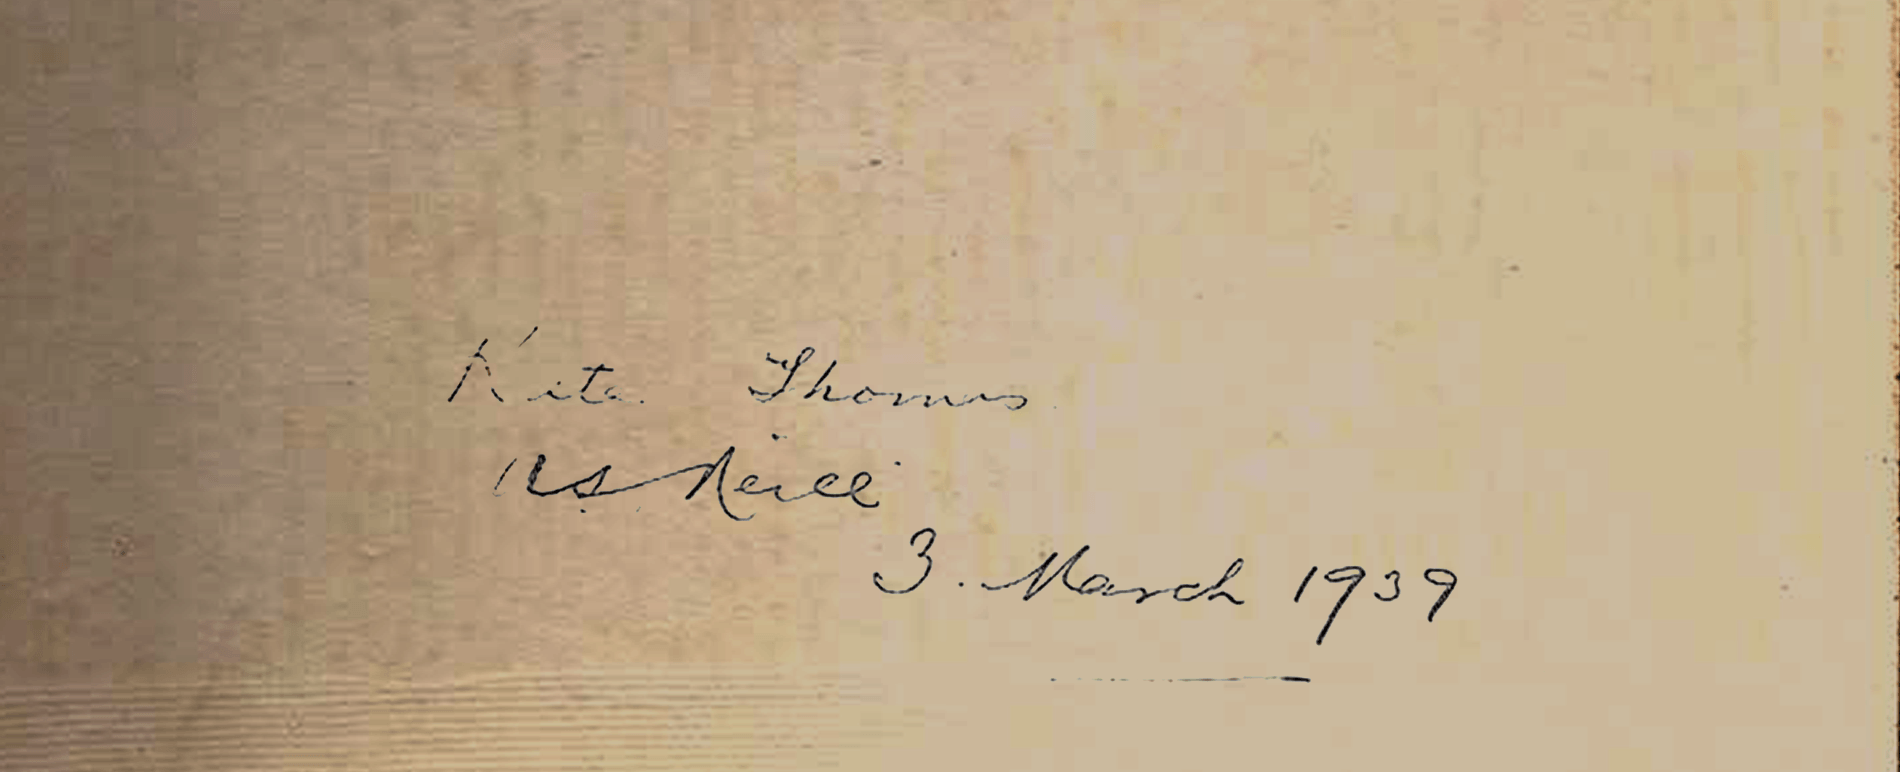 Kita Thomas
A S Neill
3. March 1939